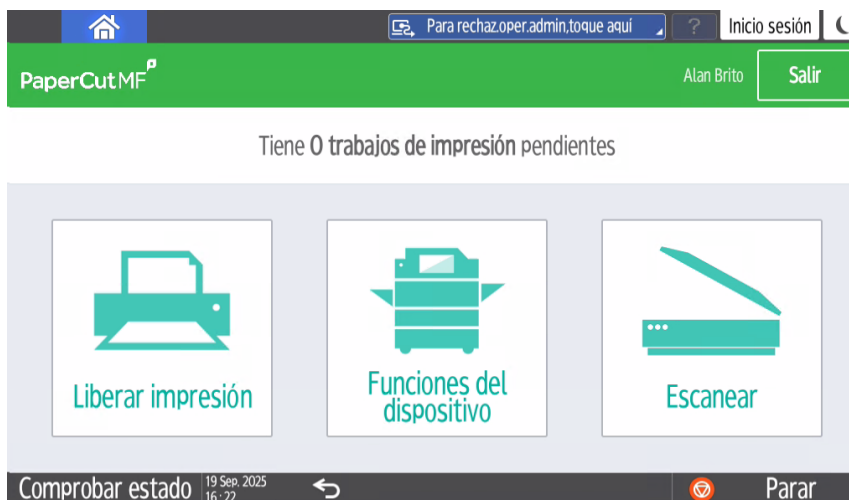 Para rechaz.oper.admin,toque aquí
?
Inicio sesión
PaperCut MF
Alan Brito
Salir
Tiene 0 trabajos de impresión pendientes
Liberar impresión
Funciones del
dispositivo
Escanear
Comprobar estado
19 Sep. 2025
16:22
Parar